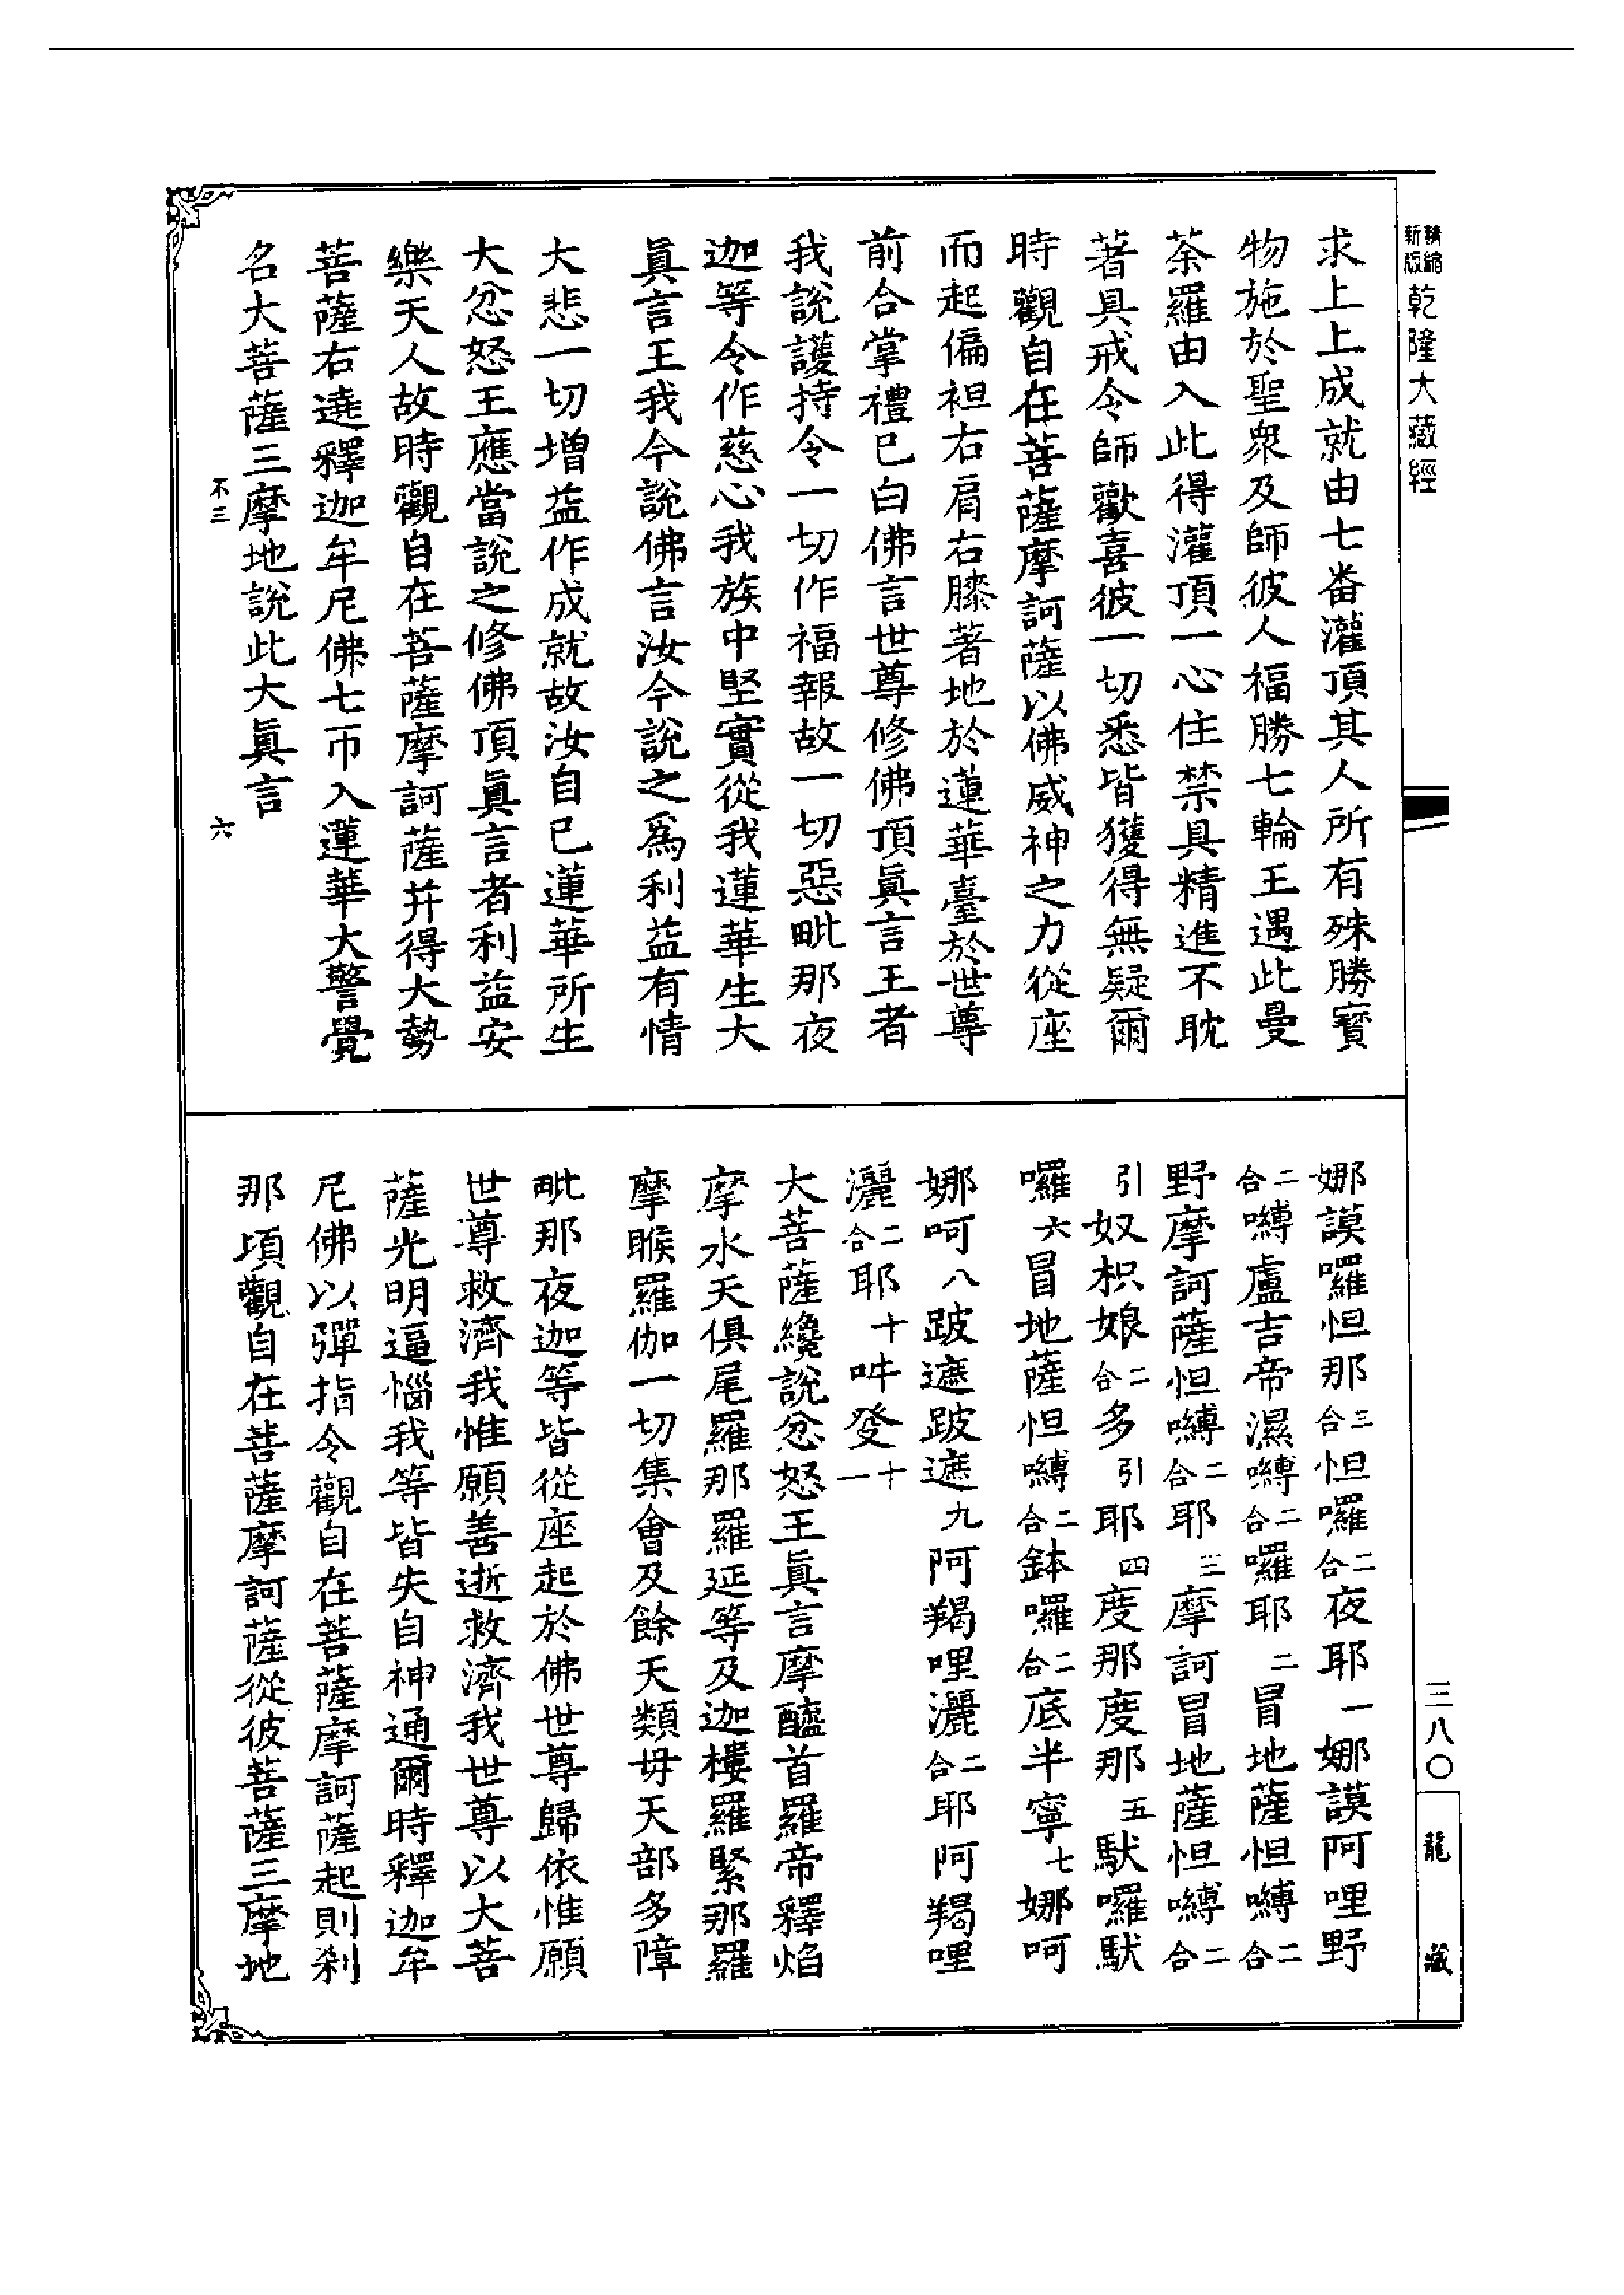 精縮新版乾隆大藏經
求上上成就由七番灌頂其人所有殊勝寳
物施於聖衆及師彼人福勝七輪王遇此曼
荼羅由入此得灌頂一心住禁具精進不耽
著具戒令師歡喜彼一切悉皆獲得無疑爾
時觀自在菩薩摩訶薩以佛威神之力從座
而起偏袒右肩右膝著地於蓮華臺於世尊
前合掌禮已白佛言世尊修佛頂眞言王者
我說護持令一切作福報故一切惡毗那夜
迦等令作慈心我族中堅實從我蓮華生大
眞言王我今說佛言汝今說之爲利益有情
大悲一切增益作成就故汝自已蓮華所生
大忿怒王應當說之修佛頂眞言者利益安
樂天人故時觀自在菩薩摩訶薩并得大勢
菩薩右遶釋迦牟尼佛七帀入蓮華大警覺
名大菩薩三摩地說此大眞言
不三
六
娜謨囉怛那三合怛囉二合夜耶一娜謨阿哩野
二合嚩盧吉帝濕嚩二合囉耶二冒地薩怛嚩二合
野摩訶薩怛嚩二合耶三摩訶冒地薩怛嚩二合
引奴枳娘二合多引耶四度那度那五馱囉馱
囉六冒地薩怛嚩二合鉢囉二合底半寧七娜呵
娜呵八跛遮跛遮九阿羯哩灑二合耶阿羯哩
灑二合耶十吽癹十一
大菩薩纔說忿怒王眞言摩醯首羅帝釋焰
摩水天俱尾羅那羅延等及迦樓羅緊那羅
摩睺羅伽一切集會及餘天類毋天部多障
毗那夜迦等皆從座起於佛世尊歸依惟願
世尊救濟我惟願善逝救濟我世尊以大菩
薩光明逼惱我等皆失自神通爾時釋迦牟
尼佛以彈指令觀自在菩薩摩訶薩起則剎
那頃觀自在菩薩摩訶薩從彼菩薩三摩地
三八〇
龍藏